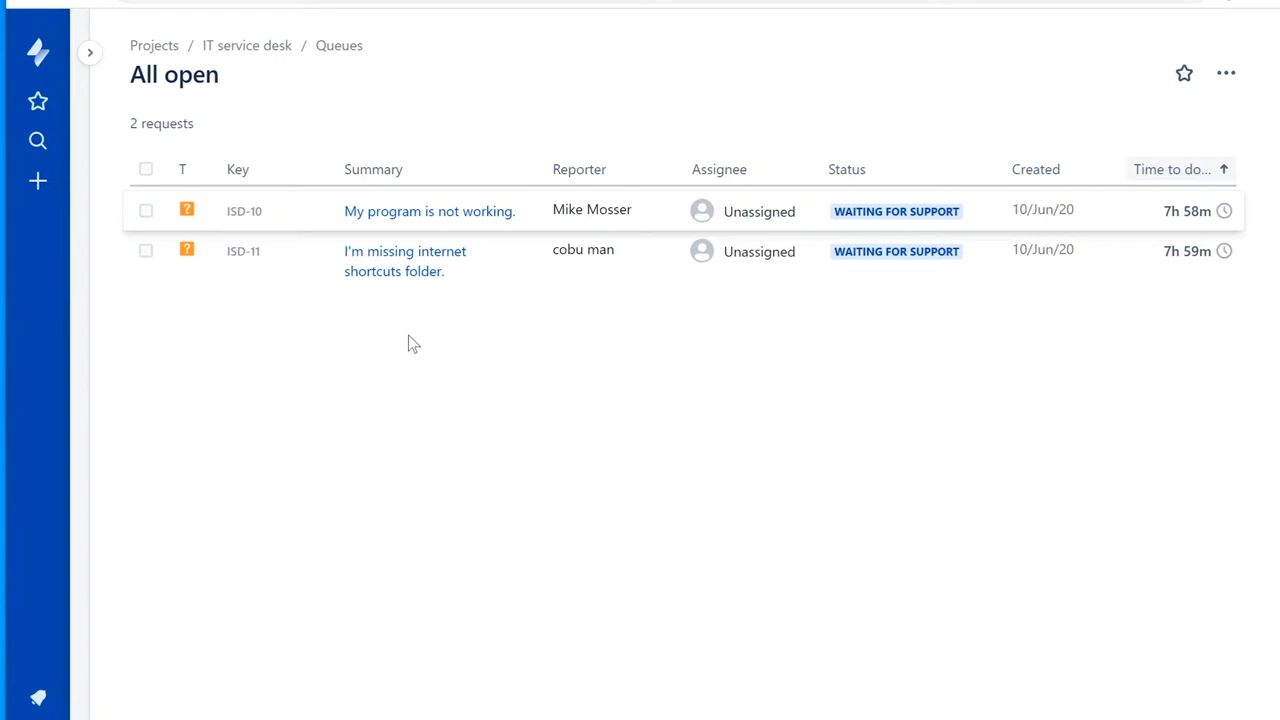 Projects / IT service desk / Queues
All open
2 requests
T Key Summary Reporter Assignee Status Created Time to do... ↑
? ISD-10 My program is not working. Mike Mosser Unassigned WAITING FOR SUPPORT 10/Jun/20 7h 58m
? ISD-11 I'm missing internet cobu man Unassigned WAITING FOR SUPPORT 10/Jun/20 7h 59m
shortcuts folder.